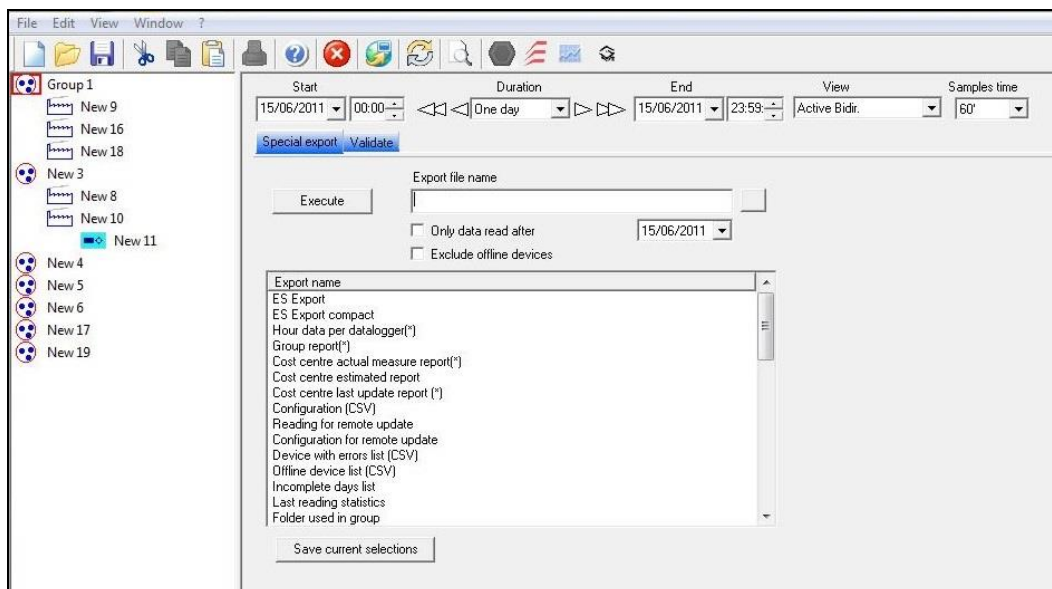 File Edit View Window ?
Group 1
New 9
New 16
New 18
New 3
New 8
New 10
New 11
New 4
New 5
New 6
New 17
New 19
Start Duration End View Samples time
15/06/2011 00:00 One day 15/06/2011 23:59 Active Bidir. 60'
Special export Validate
Export file name
Execute
Only data read after 15/06/2011
Exclude offline devices
Export name
ES Export
ES Export compact
Hour data per datalogger(*)
Group report(*)
Cost centre actual measure report(*)
Cost centre estimated report
Cost centre last update report (*)
Configuration (CSV)
Reading for remote update
Configuration for remote update
Device with errors list (CSV)
Offline device list (CSV)
Incomplete days list
Last reading statistics
Folder used in group
Save current selections